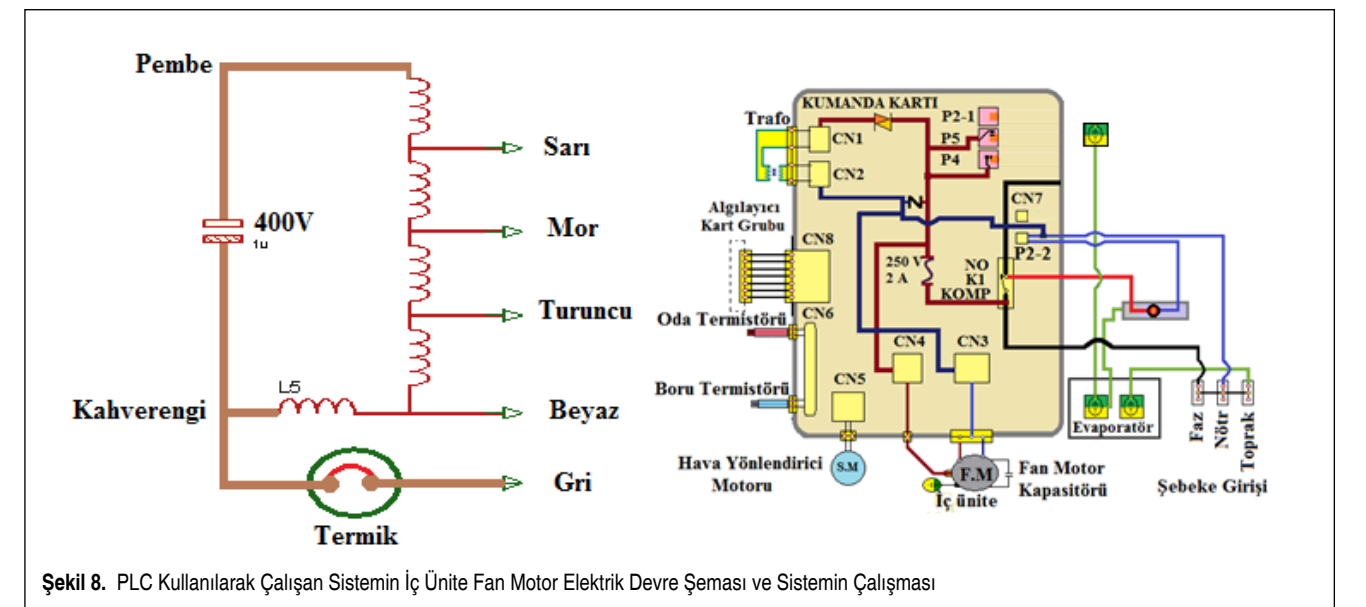 Pembe
Sarı
400V
1u
Mor
Turuncu
L5
Kahverengi
Beyaz
Gri
Termik
KUMANDA KARTI
Trafo
CN1
P2-1
P5
P4
CN2
Algılayıcı
Kart Grubu
CN7
CN8
P2-2
250 V
2 A
NO
K1
KOMP
Oda Termistörü
CN6
CN4
CN3
Boru Termistörü
CN5
Evaporatör
Faz
Nötr
Toprak
Hava Yönlendirici
Motoru
S.M
F.M
Fan Motor
Kapasitörü
İç ünite
Şebeke Girişi
Şekil 8. PLC Kullanılarak Çalışan Sistemin İç Ünite Fan Motor Elektrik Devre Şeması ve Sistemin Çalışması